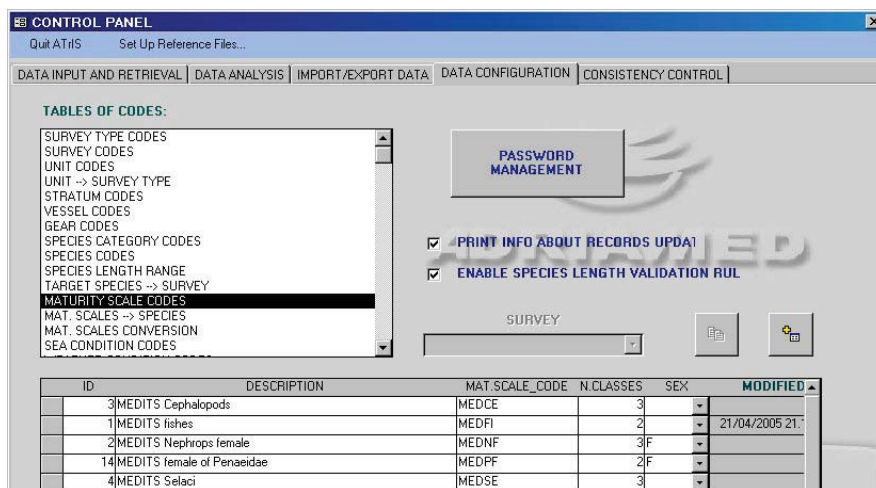 CONTROL PANEL
Quit ATrIS Set Up Reference Files...
DATA INPUT AND RETRIEVAL DATA ANALYSIS IMPORT/EXPORT DATA DATA CONFIGURATION CONSISTENCY CONTROL
TABLES OF CODES:
SURVEY TYPE CODES
SURVEY CODES
UNIT CODES
UNIT --> SURVEY TYPE
STRATUM CODES
VESSEL CODES
GEAR CODES
SPECIES CATEGORY CODES
SPECIES CODES
SPECIES LENGTH RANGE
TARGET SPECIES --> SURVEY
MATURITY SCALE CODES
MAT. SCALES --> SPECIES
MAT. SCALES CONVERSION
SEA CONDITION CODES
PASSWORD
MANAGEMENT
ADRIAMED
PRINT INFO ABOUT RECORDS UPDAT
ENABLE SPECIES LENGTH VALIDATION RUL
SURVEY
ID DESCRIPTION MAT.SCALE_CODE N.CLASSES SEX MODIFIED
3 MEDITS Cephalopods MEDCE 3
1 MEDITS fishes MEDFI 2 21/04/2005 21.
2 MEDITS Nephrops female MEDNF 3 F
14 MEDITS female of Penaeidae MEDPF 2 F
4 MEDITS Selaci MEDSE 3